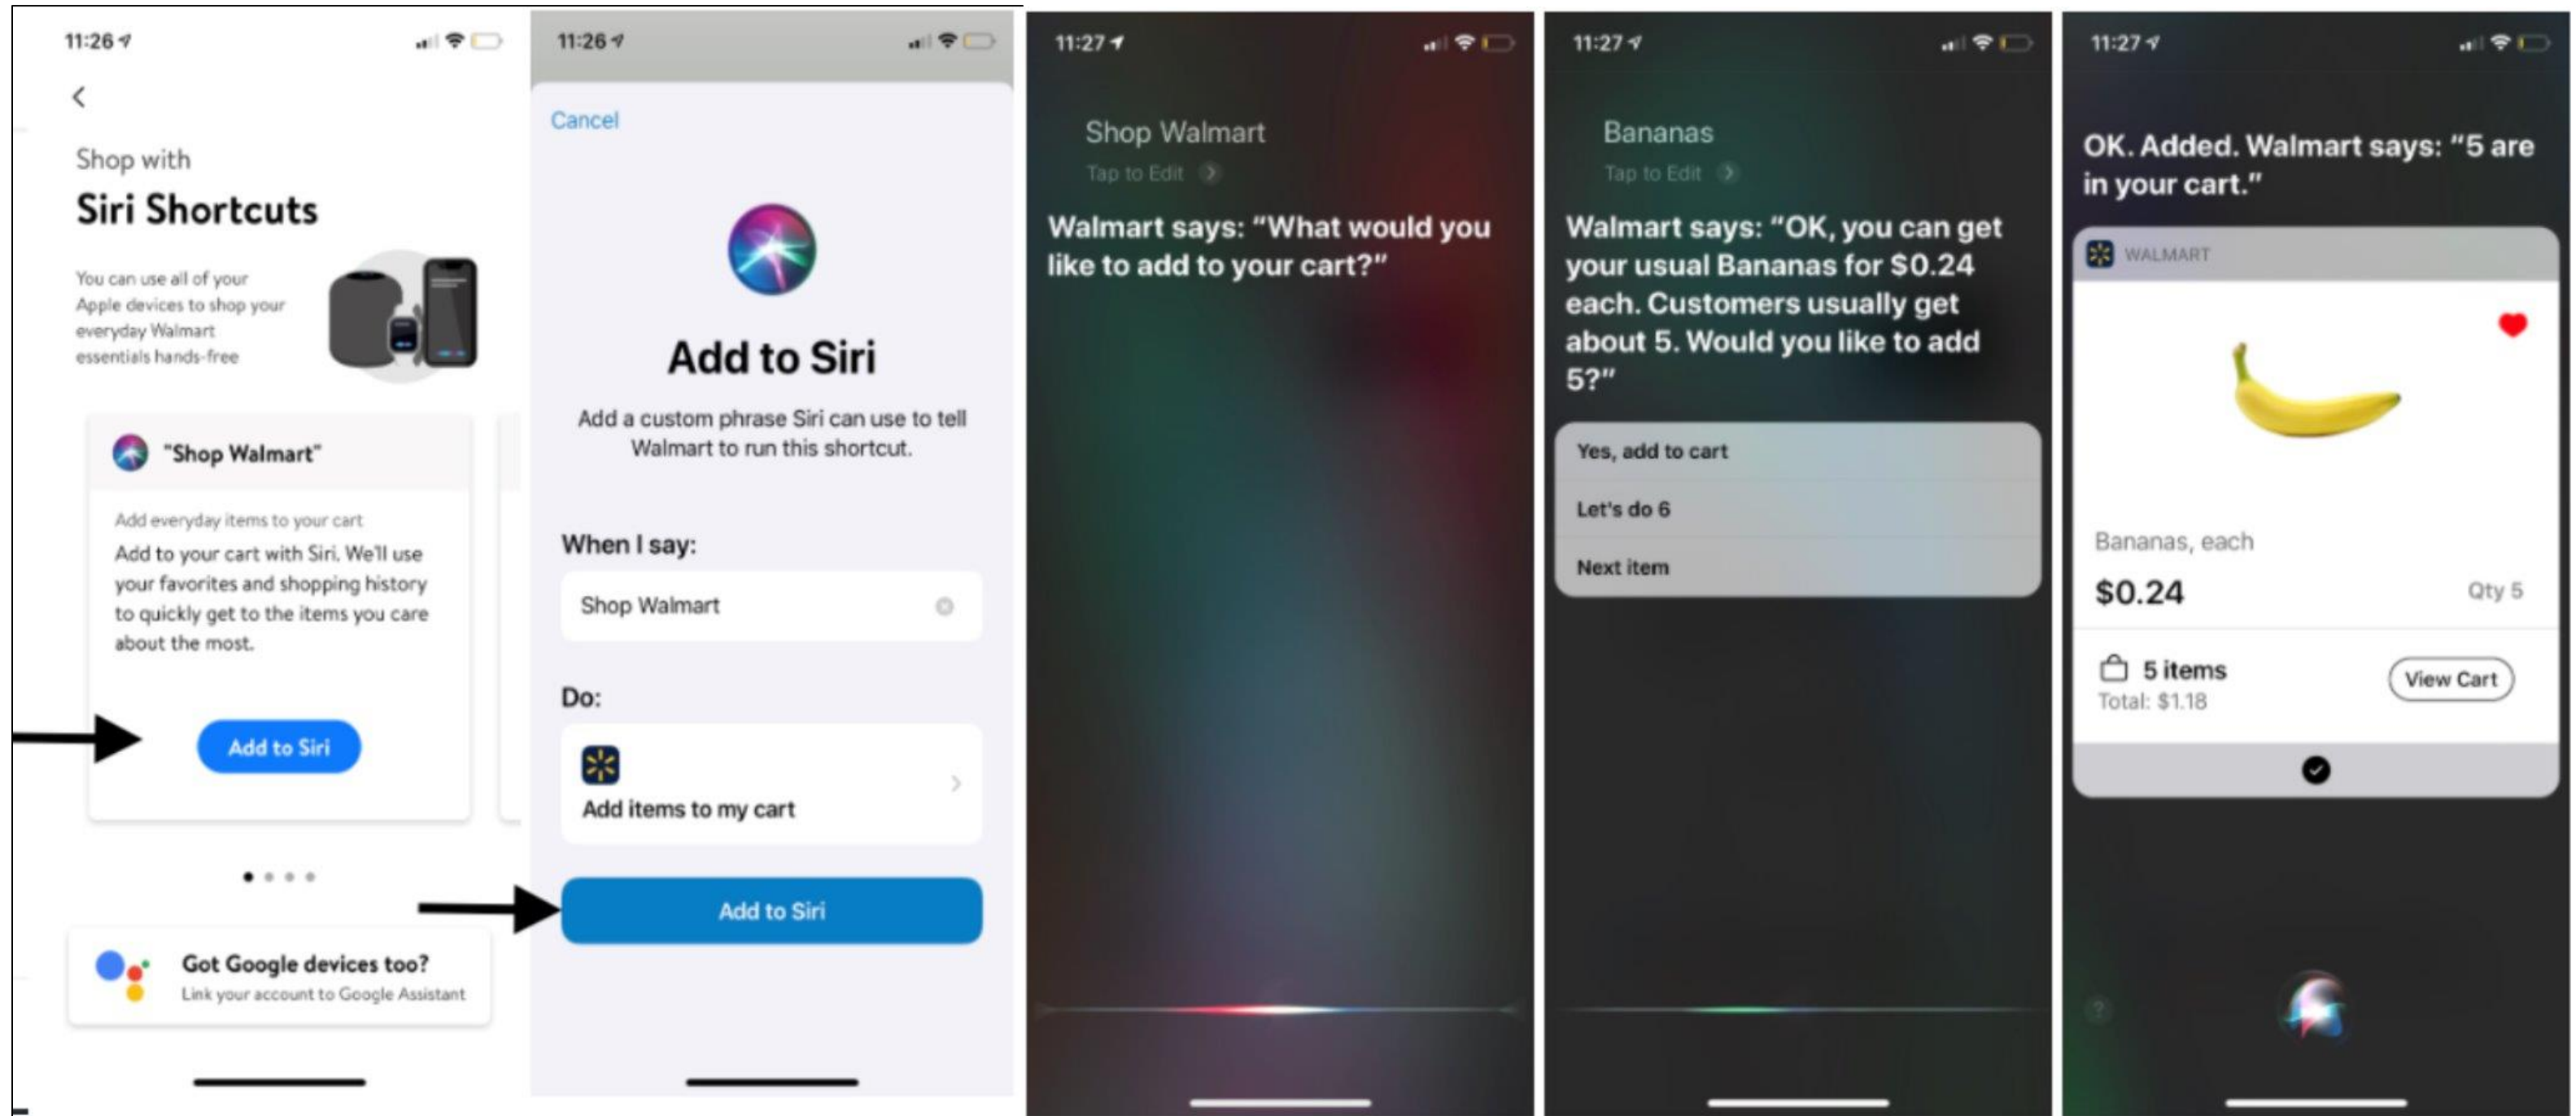 11:26
Shop with
Siri Shortcuts
You can use all of your
Apple devices to shop your
everyday Walmart
essentials hands-free
"Shop Walmart"
Add everyday items to your cart
Add to your cart with Siri. We'll use
your favorites and shopping history
to quickly get to the items you care
about the most.
Add to Siri
Got Google devices too?
Link your account to Google Assistant
11:26
Cancel
Add to Siri
Add a custom phrase Siri can use to tell
Walmart to run this shortcut.
When I say:
Shop Walmart
Do:
Add items to my cart
Add to Siri
11:27
Shop Walmart
Tap to Edit
Walmart says: “What would you
like to add to your cart?”
11:27
Bananas
Tap to Edit
Walmart says: “OK, you can get
your usual Bananas for $0.24
each. Customers usually get
about 5. Would you like to add
5?”
Yes, add to cart
Let's do 6
Next item
11:27
OK. Added. Walmart says: “5 are
in your cart.”
WALMART
Bananas, each
$0.24
Qty 5
5 items
View Cart
Total: $1.18
?